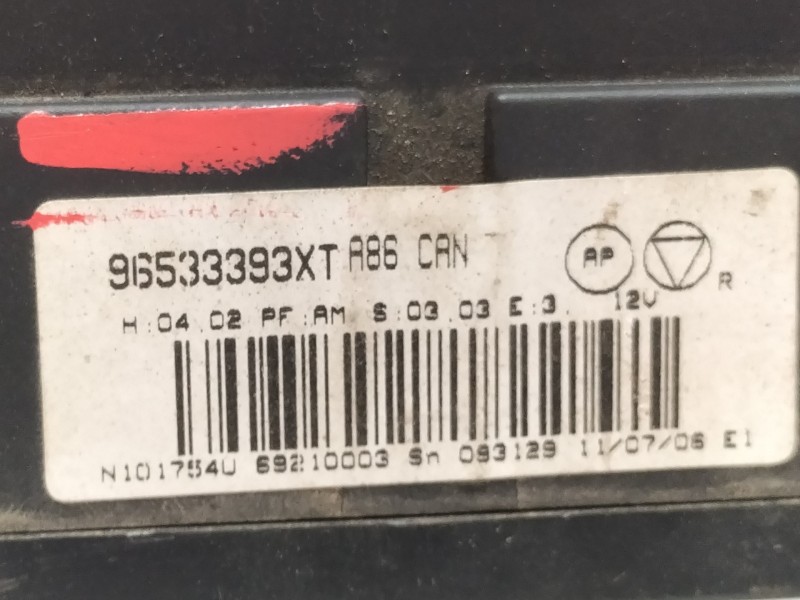 96533393XT A86 CAN AP
R
H:04.02 PF:AM S:03.03 E:3. 12V
N101754U 69210003 Sn 093129 11/07/06 E1